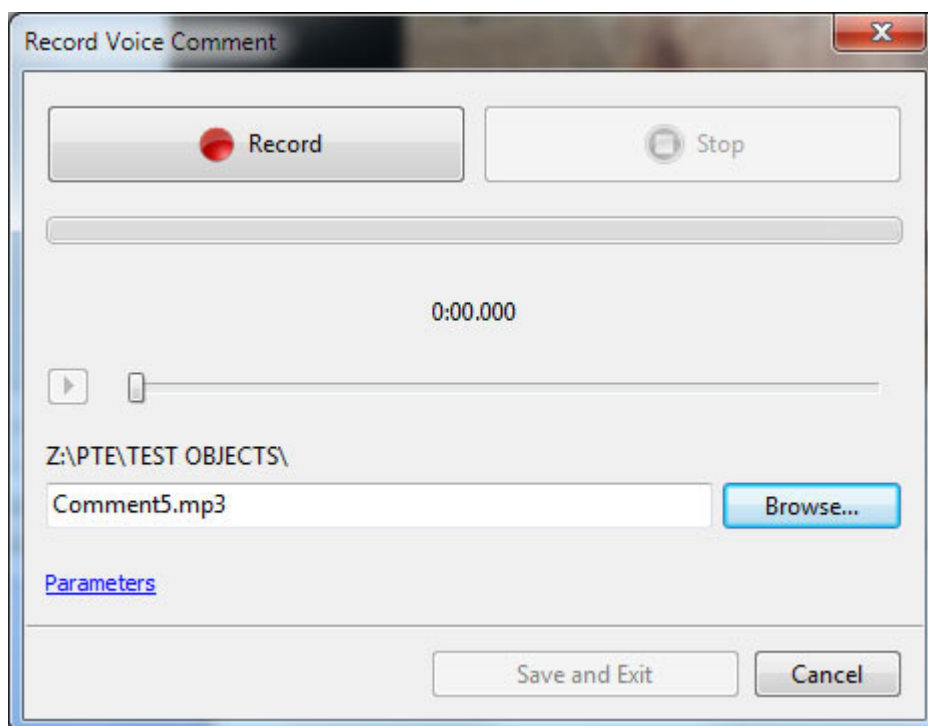 Record Voice Comment
Record
Stop
0:00.000
Z:\PTE\TEST OBJECTS\
Comment5.mp3
Browse...
Parameters
Save and Exit
Cancel